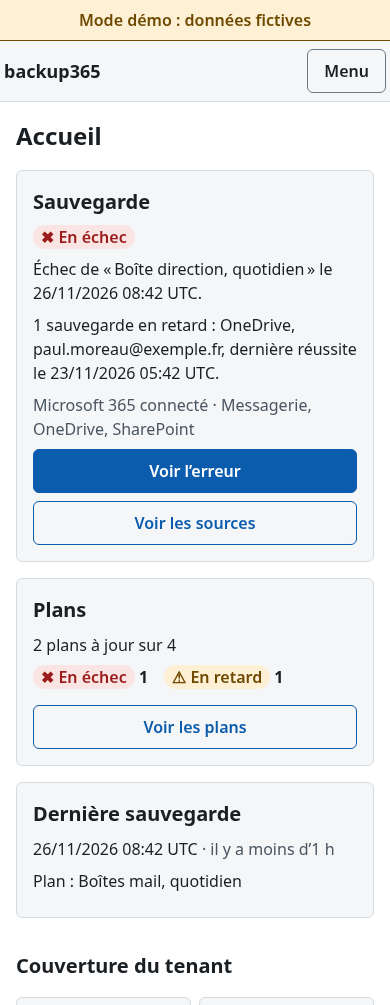 Mode démo : données fictives
backup365
Menu
Accueil
Sauvegarde
✖ En échec
Échec de « Boîte direction, quotidien » le
26/11/2026 08:42 UTC.
1 sauvegarde en retard : OneDrive,
paul.moreau@exemple.fr, dernière réussite
le 23/11/2026 05:42 UTC.
Microsoft 365 connecté · Messagerie,
OneDrive, SharePoint
Voir l’erreur
Voir les sources
Plans
2 plans à jour sur 4
✖ En échec 1 ⚠ En retard 1
Voir les plans
Dernière sauvegarde
26/11/2026 08:42 UTC · il y a moins d’1 h
Plan : Boîtes mail, quotidien
Couverture du tenant